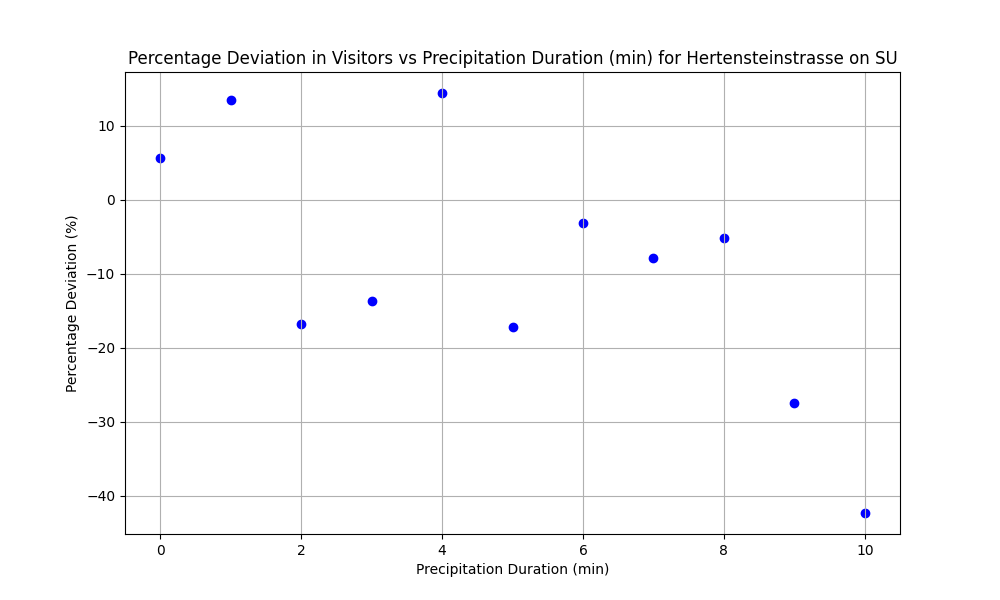 Percentage Deviation in Visitors vs Precipitation Duration (min) for Hertensteinstrasse on SU
10
0
−10
−20
−30
−40
Percentage Deviation (%)
0 2 4 6 8 10
Precipitation Duration (min)